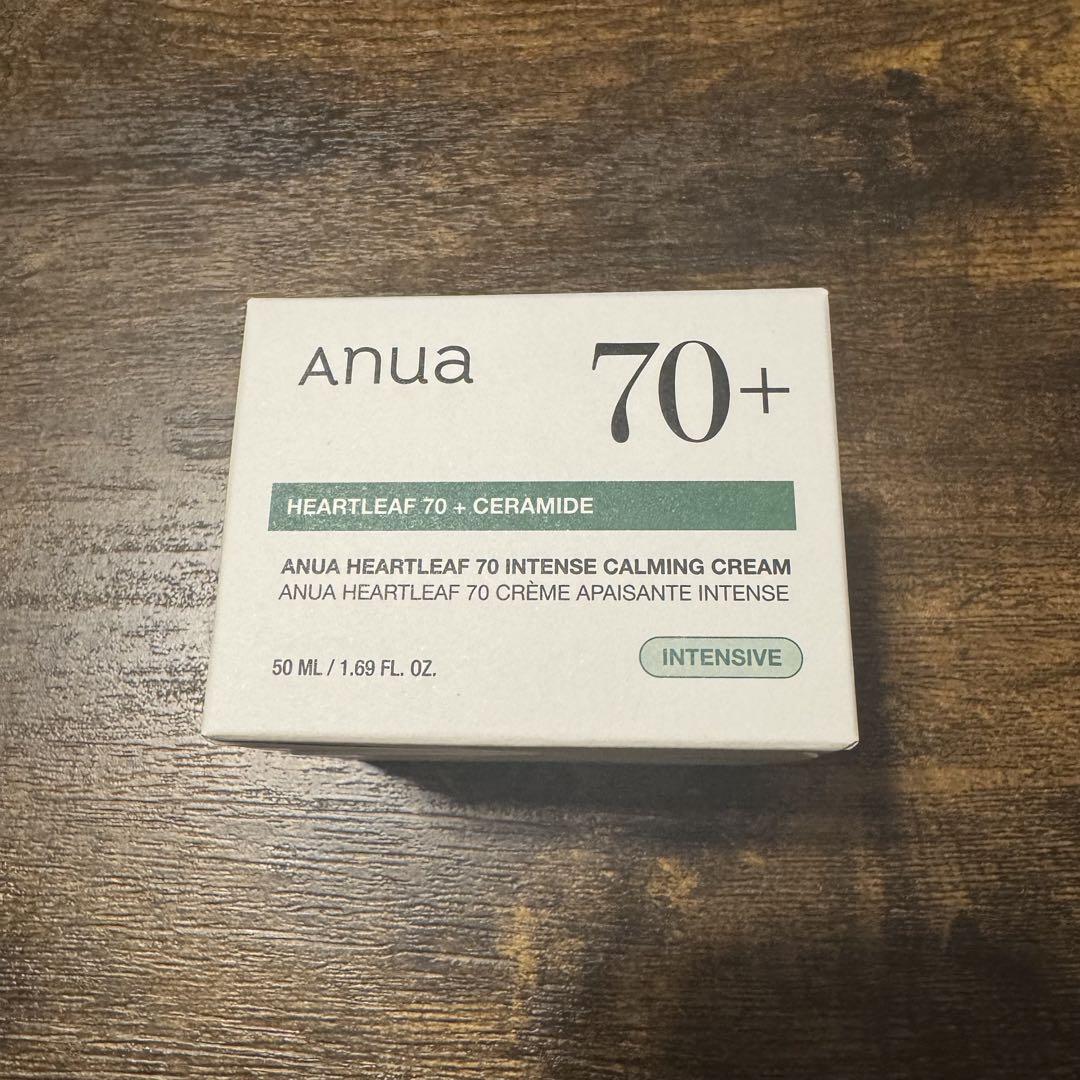 Anua
70+
HEARTLEAF 70 + CERAMIDE
ANUA HEARTLEAF 70 INTENSE CALMING CREAM
ANUA HEARTLEAF 70 CRÈME APAISANTE INTENSE
50 ML / 1.69 FL. OZ.
INTENSIVE